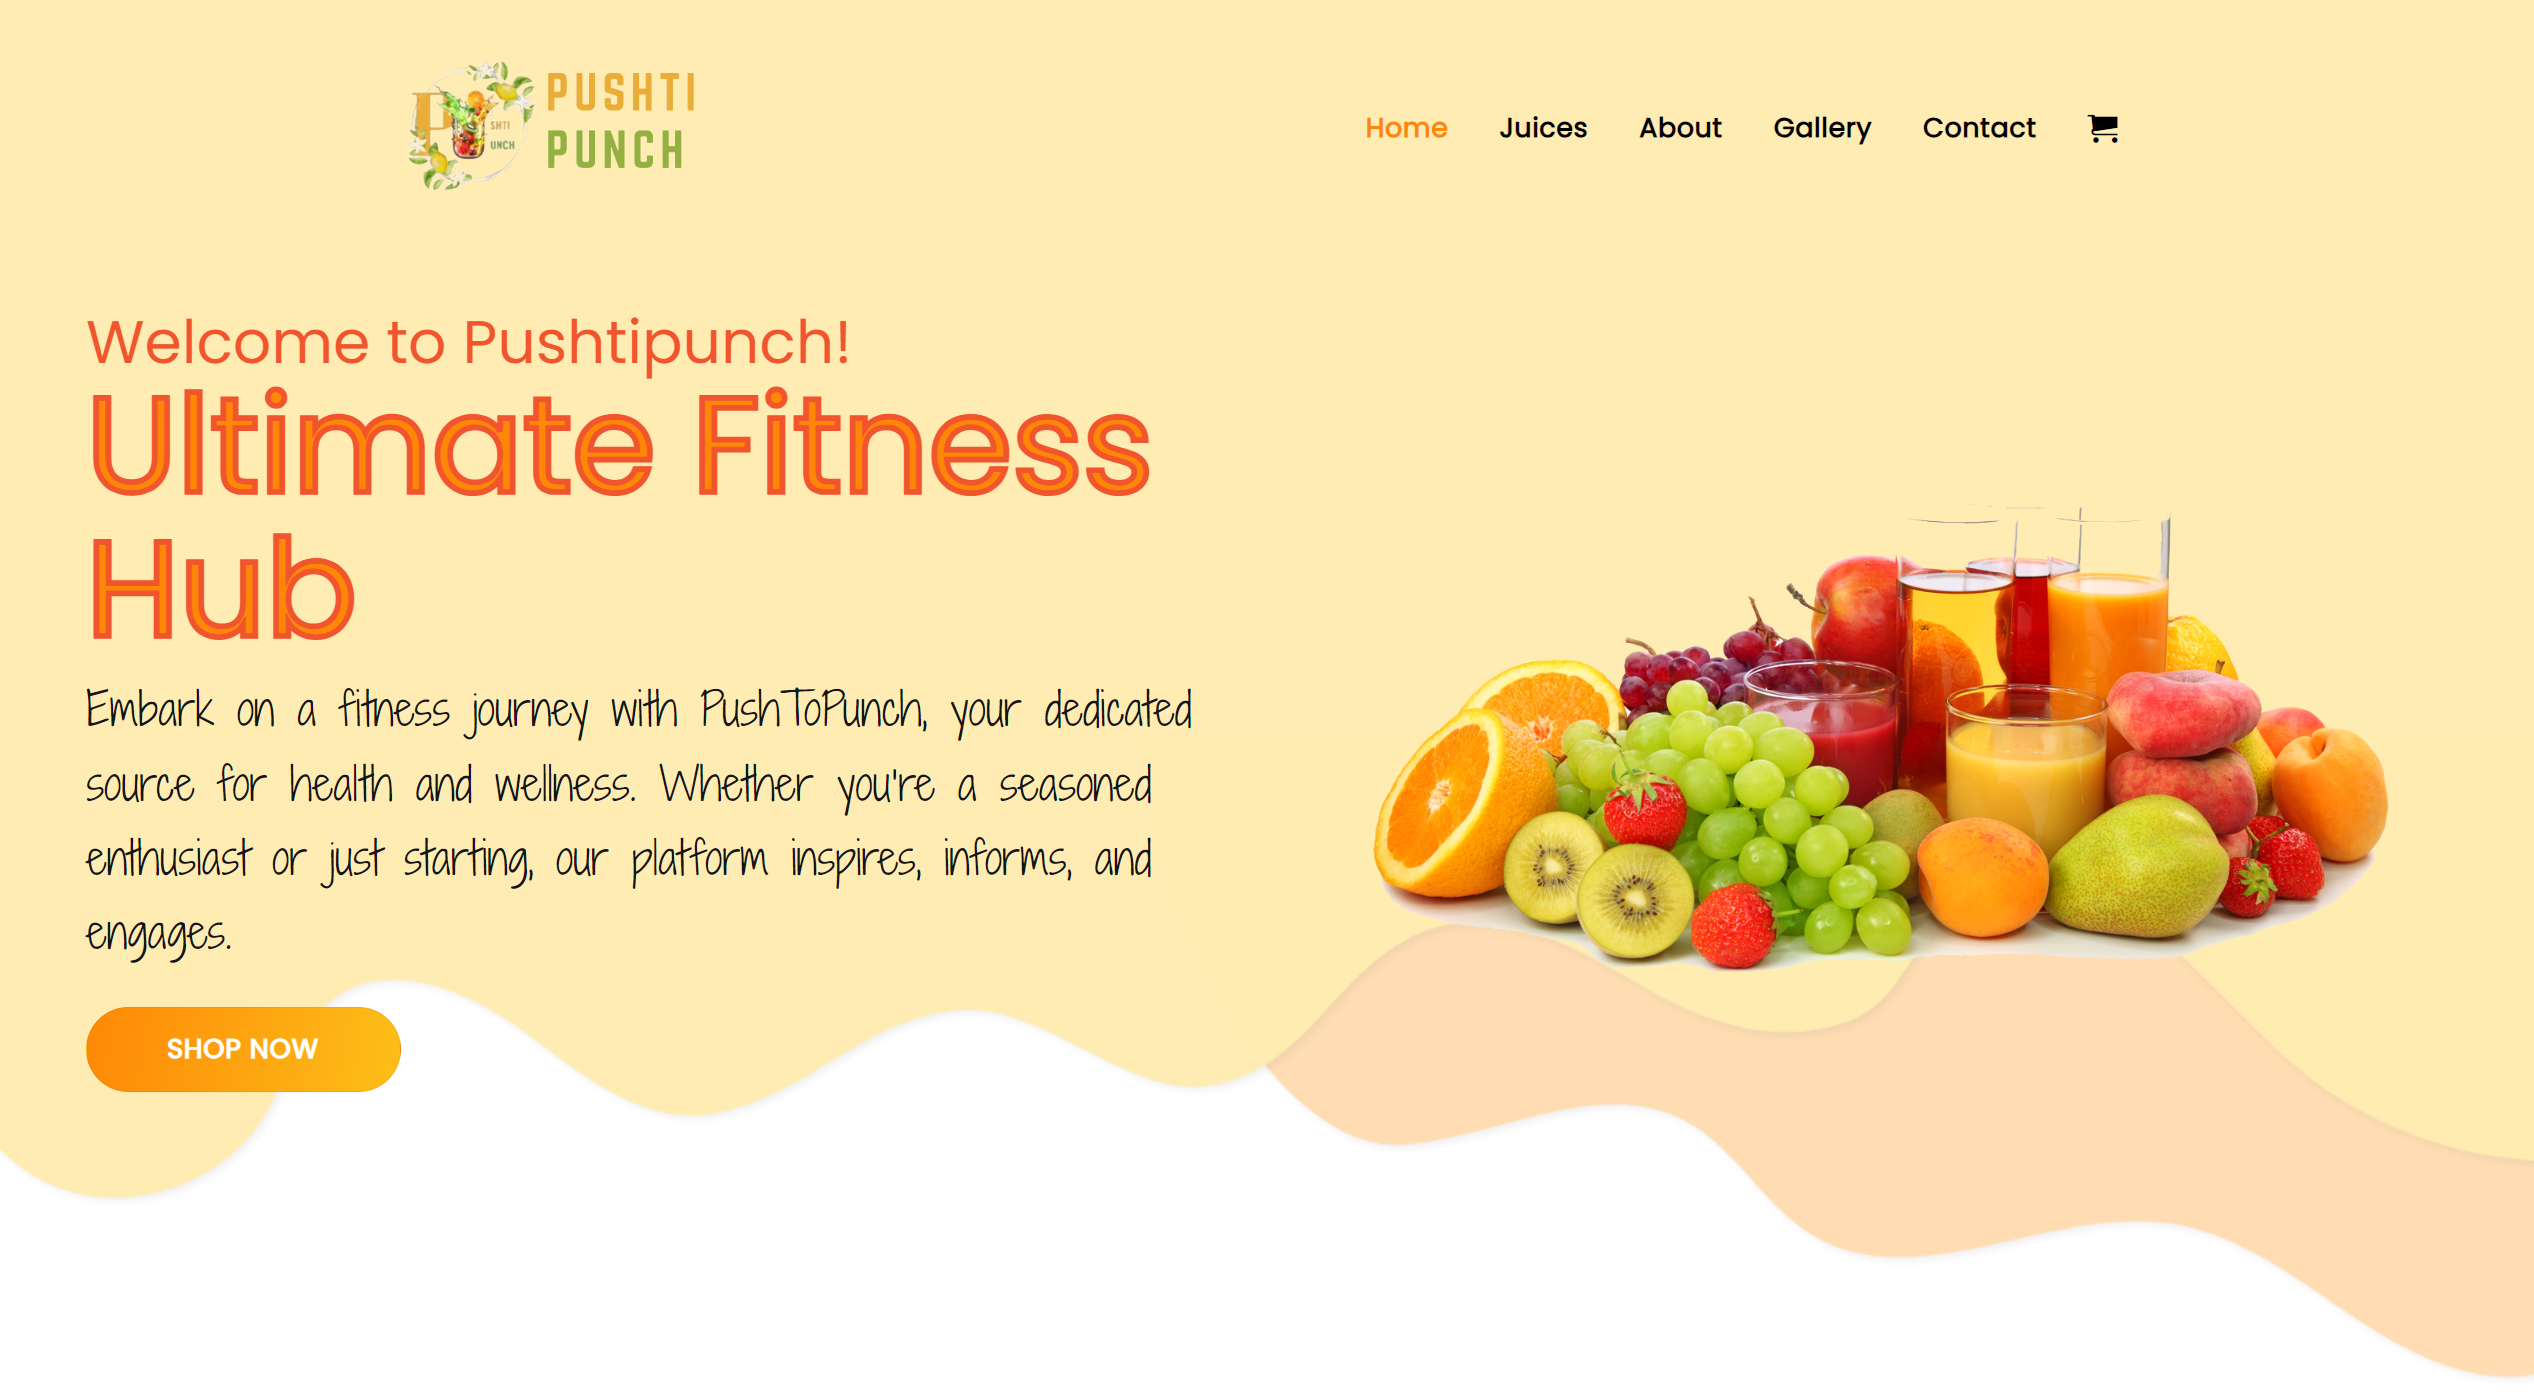 P
SHTI
UNCH
PUSHTI
PUNCH
Home Juices About Gallery Contact
Welcome to Pushtipunch!
Ultimate Fitness
Hub
Embark on a fitness journey with PushToPunch, your dedicated
source for health and wellness. Whether you're a seasoned
enthusiast or just starting, our platform inspires, informs, and
engages.
SHOP NOW